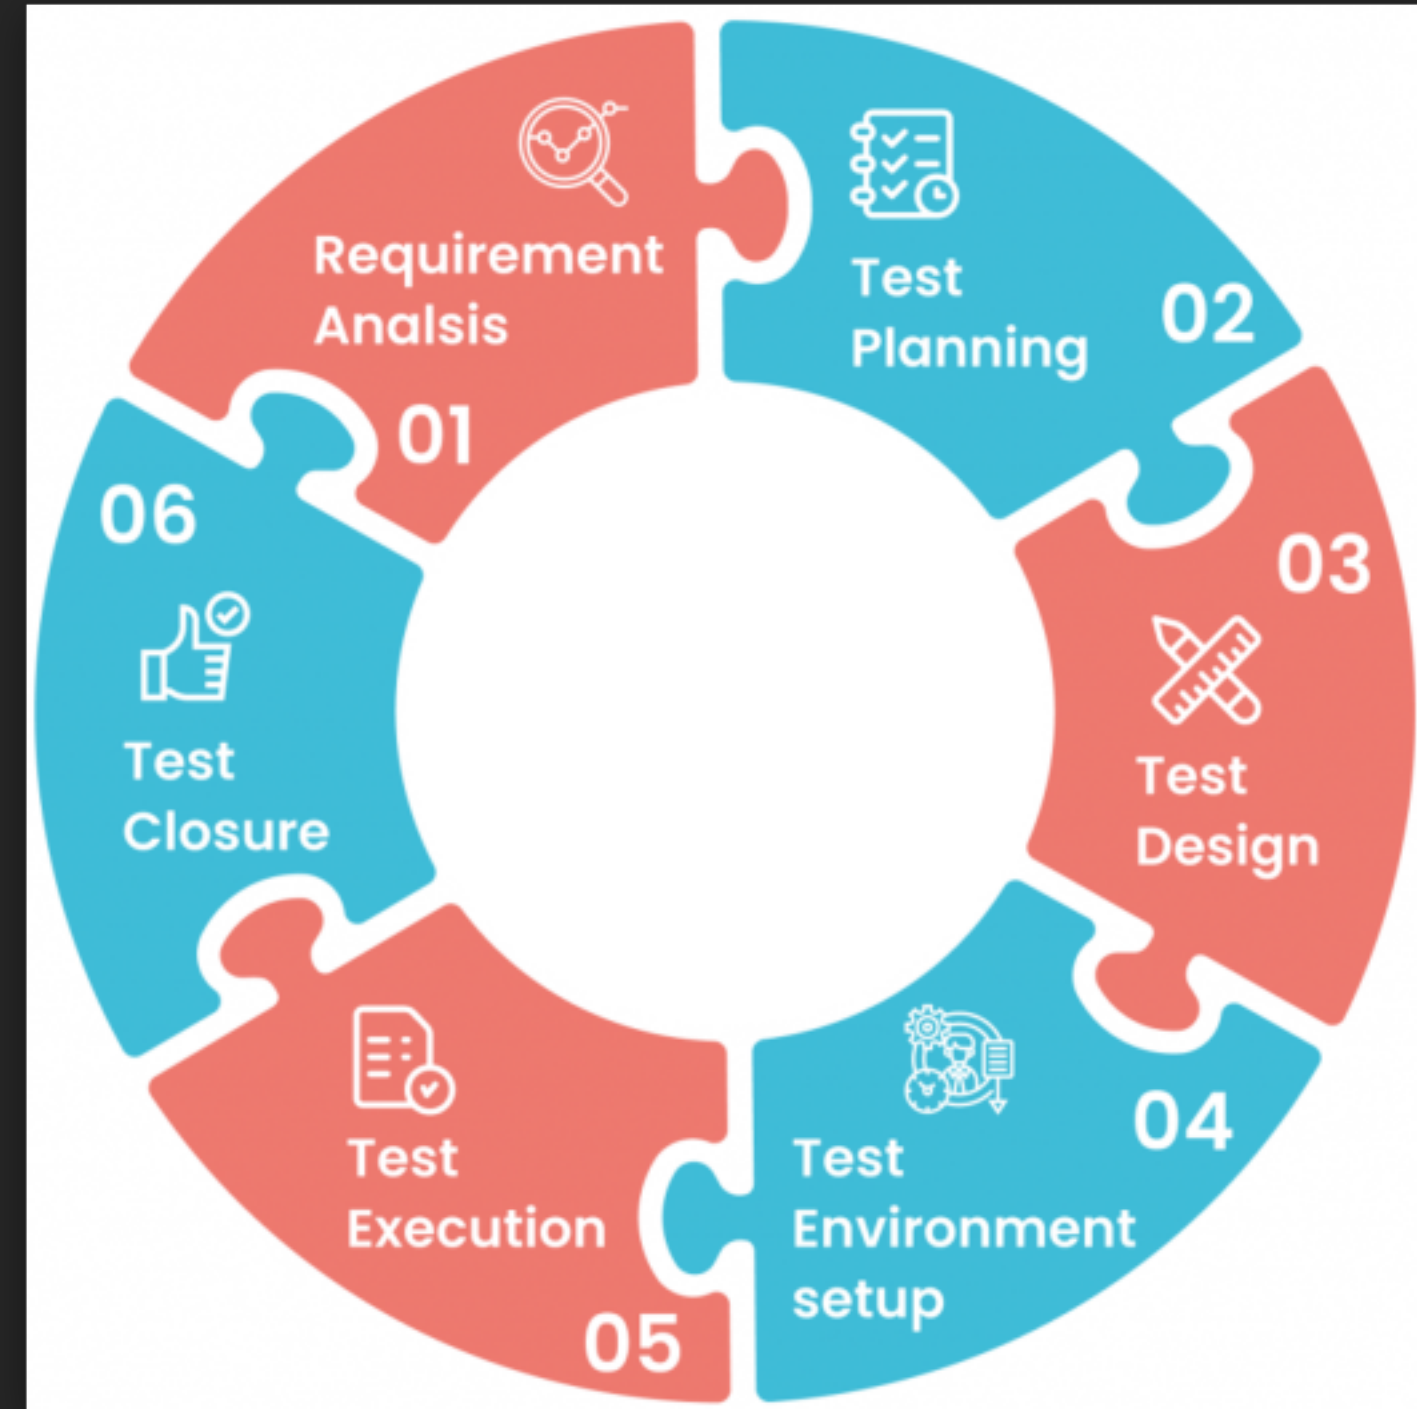 Requirement
Analsis
01
Test
Planning
02
03
Test
Design
04
Test
Environment
setup
Test
Execution
05
06
Test
Closure